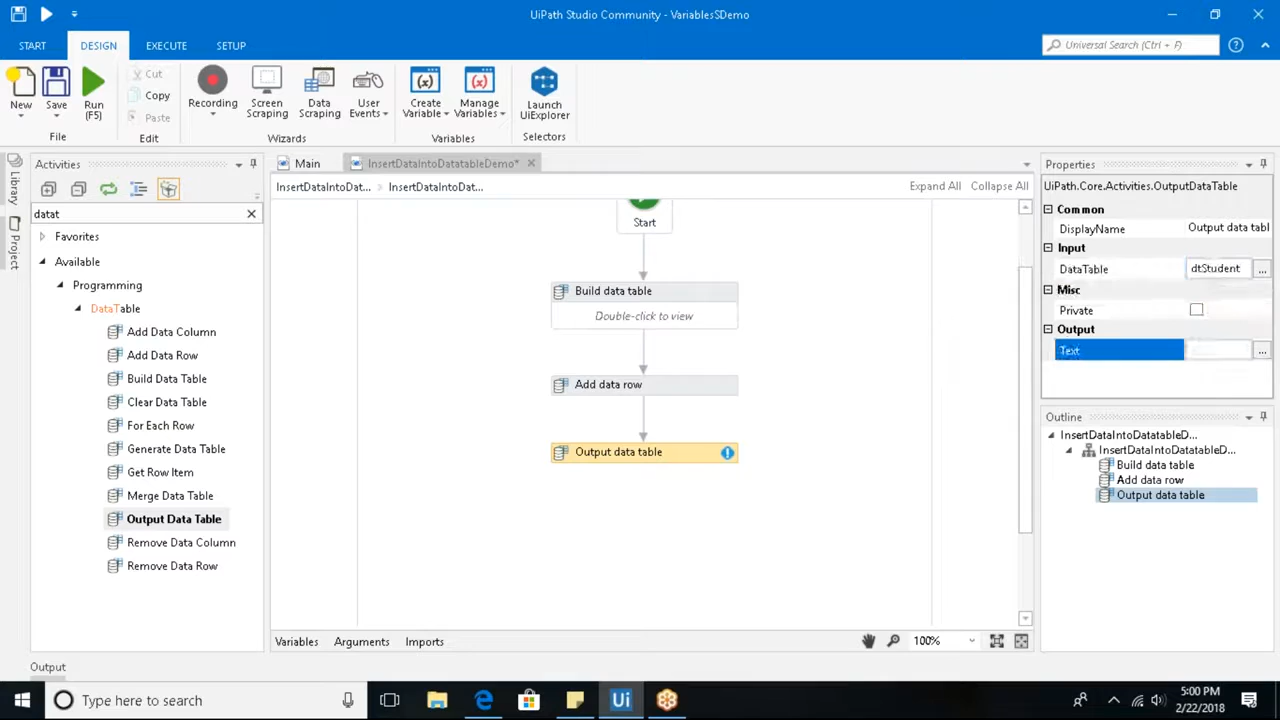 UiPath Studio Community - VariablesSDemo
START
DESIGN
EXECUTE
SETUP
Universal Search (Ctrl + F)
New
Save
Run
(F5)
File
Cut
Copy
Paste
Edit
Recording
Screen
Scraping
Data
Scraping
User
Events
Wizards
Create
Variable
Manage
Variables
Variables
Launch
UiExplorer
Selectors
Library
Project
Activities
datat
Favorites
Available
Programming
DataTable
Add Data Column
Add Data Row
Build Data Table
Clear Data Table
For Each Row
Generate Data Table
Get Row Item
Merge Data Table
Output Data Table
Remove Data Column
Remove Data Row
Main
InsertDataIntoDatatableDemo*
InsertDataIntoDat...
InsertDataIntoDat...
Expand All
Collapse All
Start
Build data table
Double-click to view
Add data row
Output data table
Variables
Arguments
Imports
100%
Properties
UiPath.Core.Activities.OutputDataTable
Common
DisplayName
Output data tabl
Input
DataTable
dtStudent
...
Misc
Private
Output
Text
...
Outline
InsertDataIntoDatatableD...
InsertDataIntoDatatableD...
Build data table
Add data row
Output data table
Output
Type here to search
Ui
5:00 PM
2/22/2018